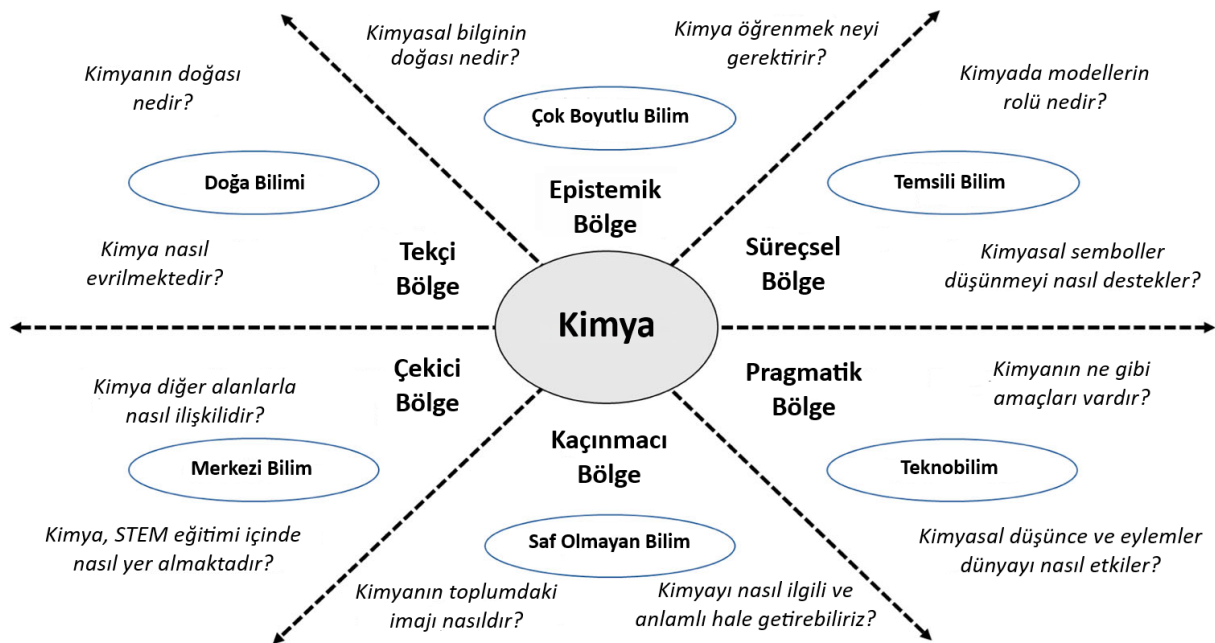 Kimyasal bilginin
doğası nedir?
Kimya öğrenmek neyi
gerektirir?
Çok Boyutlu Bilim
Epistemik
Bölge
Kimyanın doğası
nedir?
Doğa Bilimi
Kimya nasıl
evrilmektedir?
Tekçi
Bölge
Kimyada modellerin
rolü nedir?
Temsili Bilim
Süreçsel
Bölge
Kimyasal semboller
düşünmeyi nasıl destekler?
Kimya
Çekici
Bölge
Kimya diğer alanlarla
nasıl ilişkilidir?
Merkezi Bilim
Kimya, STEM eğitimi içinde
nasıl yer almaktadır?
Pragmatik
Bölge
Kimyanın ne gibi
amaçları vardır?
Teknobilim
Kimyasal düşünce ve eylemler
dünyayı nasıl etkiler?
Kaçınmacı
Bölge
Saf Olmayan Bilim
Kimyanın toplumdaki
imajı nasıldır?
Kimyayı nasıl ilgili ve
anlamlı hale getirebiliriz?